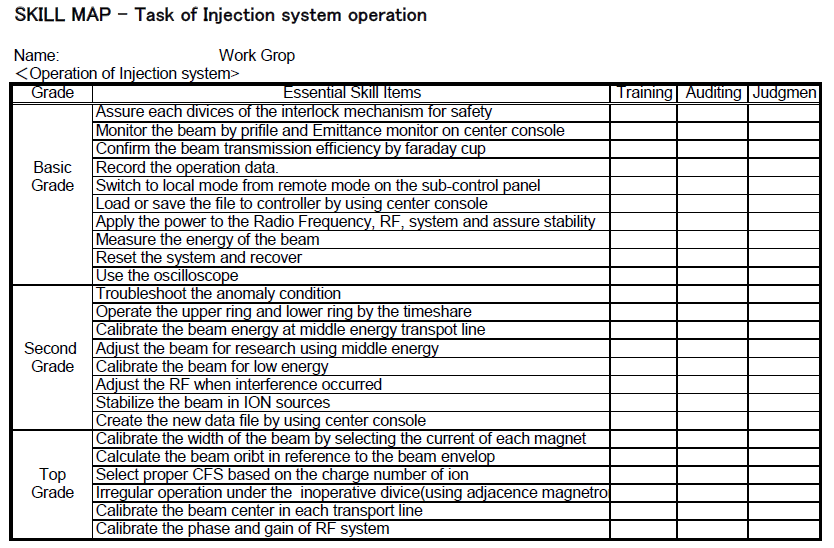 SKILL MAP - Task of Injection system operation
Name: Work Grop
<Operation of Injection system>
Grade Essential Skill Items Training Auditing Judgmen
Assure each divices of the interlock mechanism for safety
Monitor the beam by prifile and Emittance monitor on center console
Confirm the beam transmission efficiency by faraday cup
Basic Record the operation data.
Grade Switch to local mode from remote mode on the sub-control panel
Load or save the file to controller by using center console
Apply the power to the Radio Frequency, RF, system and assure stability
Measure the energy of the beam
Reset the system and recover
Use the oscilloscope
Troubleshoot the anomaly condition
Operate the upper ring and lower ring by the timeshare
Calibrate the beam energy at middle energy transpot line
Second Adjust the beam for research using middle energy
Grade Calibrate the beam for low energy
Adjust the RF when interference occurred
Stabilize the beam in ION sources
Create the new data file by using center console
Calibrate the width of the beam by selecting the current of each magnet
Calculate the beam oribt in reference to the beam envelop
Top Select proper CFS based on the charge number of ion
Grade Irregular operation under the inoperative divice(using adjacence magnetro
Calibrate the beam center in each transport line
Calibrate the phase and gain of RF system